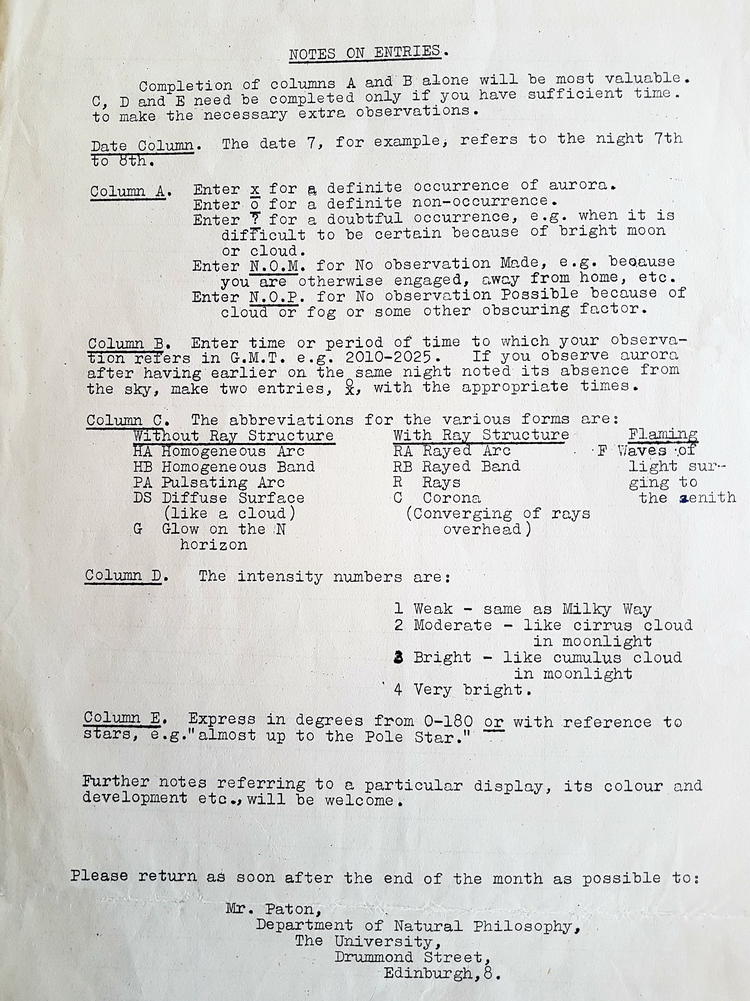 NOTES ON ENTRIES.
Completion of columns A and B alone will be most valuable.
C, D and E need be completed only if you have sufficient time.
to make the necessary extra observations.
Date Column. The date 7, for example, refers to the night 7th
to 8th.
Column A. Enter x for a definite occurrence of aurora.
Enter o for a definite non-occurrence.
Enter ? for a doubtful occurrence, e.g. when it is
difficult to be certain because of bright moon
or cloud.
Enter N.O.M. for No observation Made, e.g. because
you are otherwise engaged, away from home, etc.
Enter N.O.P. for No observation Possible because of
cloud or fog or some other obscuring factor.
Column B. Enter time or period of time to which your observa-
tion refers in G.M.T. e.g. 2010-2025. If you observe aurora
after having earlier on the same night noted its absence from
the sky, make two entries, o/x, with the appropriate times.
Column C. The abbreviations for the various forms are:
Without Ray Structure With Ray Structure Flaming
HA Homogeneous Arc RA Rayed Arc F Waves of
HB Homogeneous Band RB Rayed Band light sur-
PA Pulsating Arc R Rays ging to
DS Diffuse Surface C Corona the zenith
(like a cloud) (Converging of rays
G Glow on the N overhead)
horizon
Column D. The intensity numbers are:
1 Weak - same as Milky Way
2 Moderate - like cirrus cloud
in moonlight
3 Bright - like cumulus cloud
in moonlight
4 Very bright.
Column E. Express in degrees from 0-180 or with reference to
stars, e.g."almost up to the Pole Star."
Further notes referring to a particular display, its colour and
development etc., will be welcome.
Please return as soon after the end of the month as possible to:
Mr. Paton,
Department of Natural Philosophy,
The University,
Drummond Street,
Edinburgh,8.